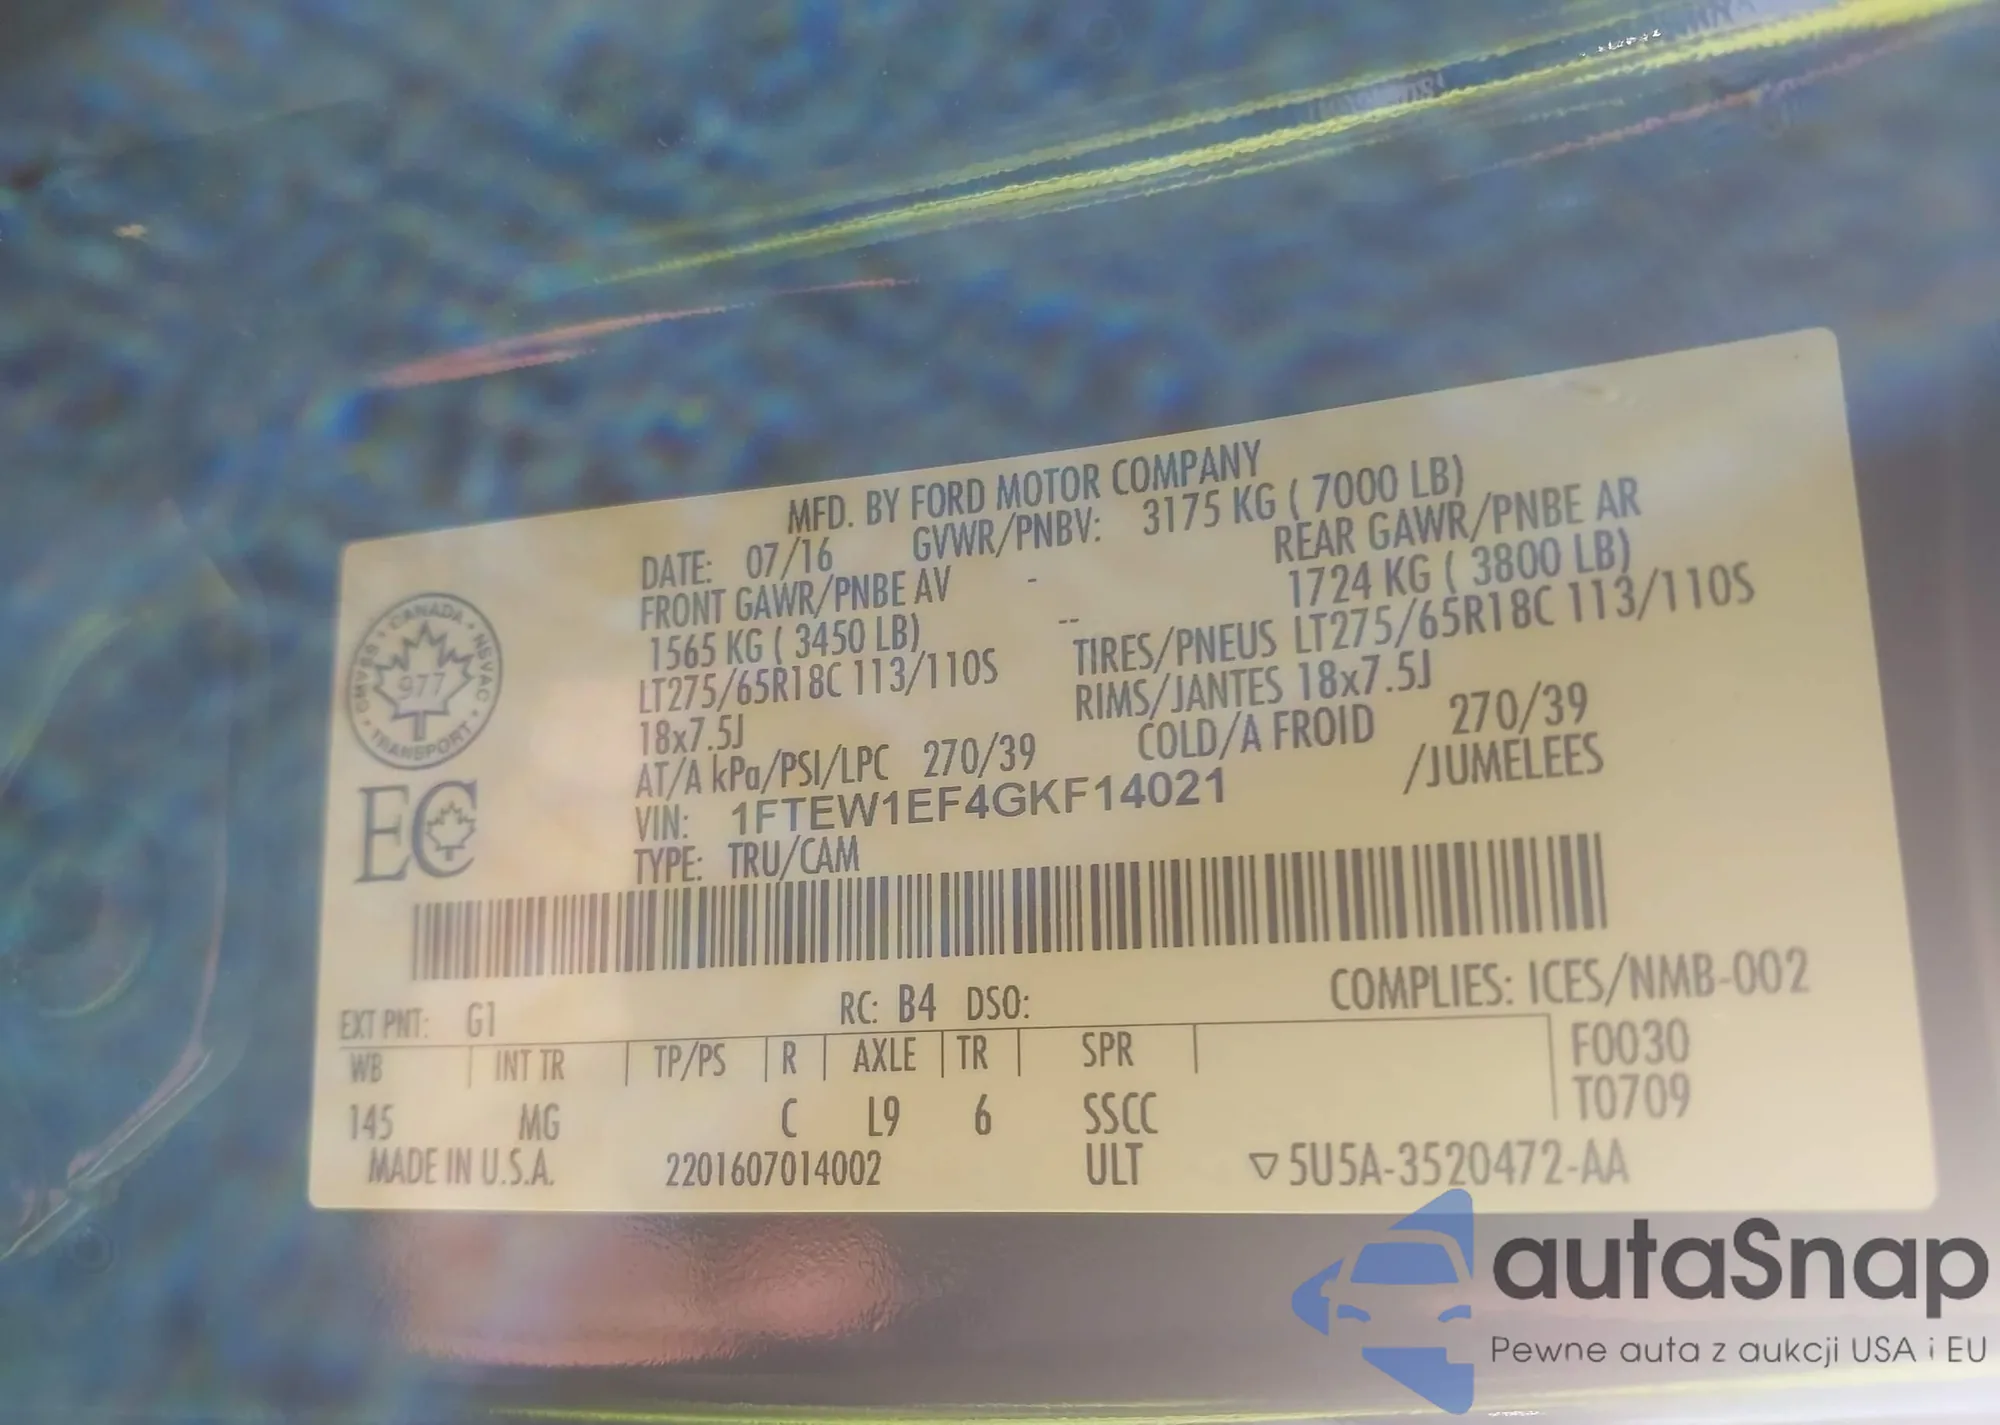 MFD. BY FORD MOTOR COMPANY
DATE: 07/16 GVWR/PNBV: 3175 KG ( 7000 LB)
FRONT GAWR/PNBE AV - REAR GAWR/PNBE AR
1565 KG ( 3450 LB) -- 1724 KG ( 3800 LB)
LT275/65R18C 113/110S TIRES/PNEUS LT275/65R18C 113/110S
18x7.5J RIMS/JANTES 18x7.5J
AT/A kPa/PSI/LPC 270/39 COLD/A FROID 270/39
VIN: 1FTEW1EF4GKF14021 /JUMELEES
TYPE: TRU/CAM
CANADA
CMVSS NSVAC
977
TRANSPORT
EC
EXT PNT: G1 RC: B4 DSO: COMPLIES: ICES/NMB-002
WB INT TR TP/PS R AXLE TR SPR F0030
145 MG C L9 6 SSCC T0709
MADE IN U.S.A. 2201607014002 ULT ▽5U5A-3520472-AA
autaSnap
Pewne auta z aukcji USA i EU